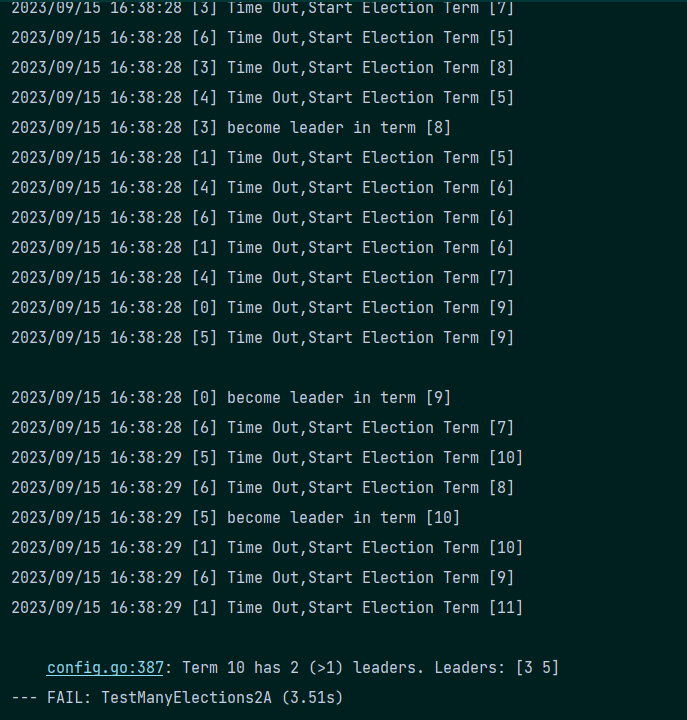 2023/09/15 16:38:28 [3] Time Out,Start Election Term [7]
2023/09/15 16:38:28 [6] Time Out,Start Election Term [5]
2023/09/15 16:38:28 [3] Time Out,Start Election Term [8]
2023/09/15 16:38:28 [4] Time Out,Start Election Term [5]
2023/09/15 16:38:28 [3] become leader in term [8]
2023/09/15 16:38:28 [1] Time Out,Start Election Term [5]
2023/09/15 16:38:28 [4] Time Out,Start Election Term [6]
2023/09/15 16:38:28 [6] Time Out,Start Election Term [6]
2023/09/15 16:38:28 [1] Time Out,Start Election Term [6]
2023/09/15 16:38:28 [4] Time Out,Start Election Term [7]
2023/09/15 16:38:28 [0] Time Out,Start Election Term [9]
2023/09/15 16:38:28 [5] Time Out,Start Election Term [9]
2023/09/15 16:38:28 [0] become leader in term [9]
2023/09/15 16:38:28 [6] Time Out,Start Election Term [7]
2023/09/15 16:38:29 [5] Time Out,Start Election Term [10]
2023/09/15 16:38:29 [6] Time Out,Start Election Term [8]
2023/09/15 16:38:29 [5] become leader in term [10]
2023/09/15 16:38:29 [1] Time Out,Start Election Term [10]
2023/09/15 16:38:29 [6] Time Out,Start Election Term [9]
2023/09/15 16:38:29 [1] Time Out,Start Election Term [11]
config.go:387: Term 10 has 2 (>1) leaders. Leaders: [3 5]
--- FAIL: TestManyElections2A (3.51s)